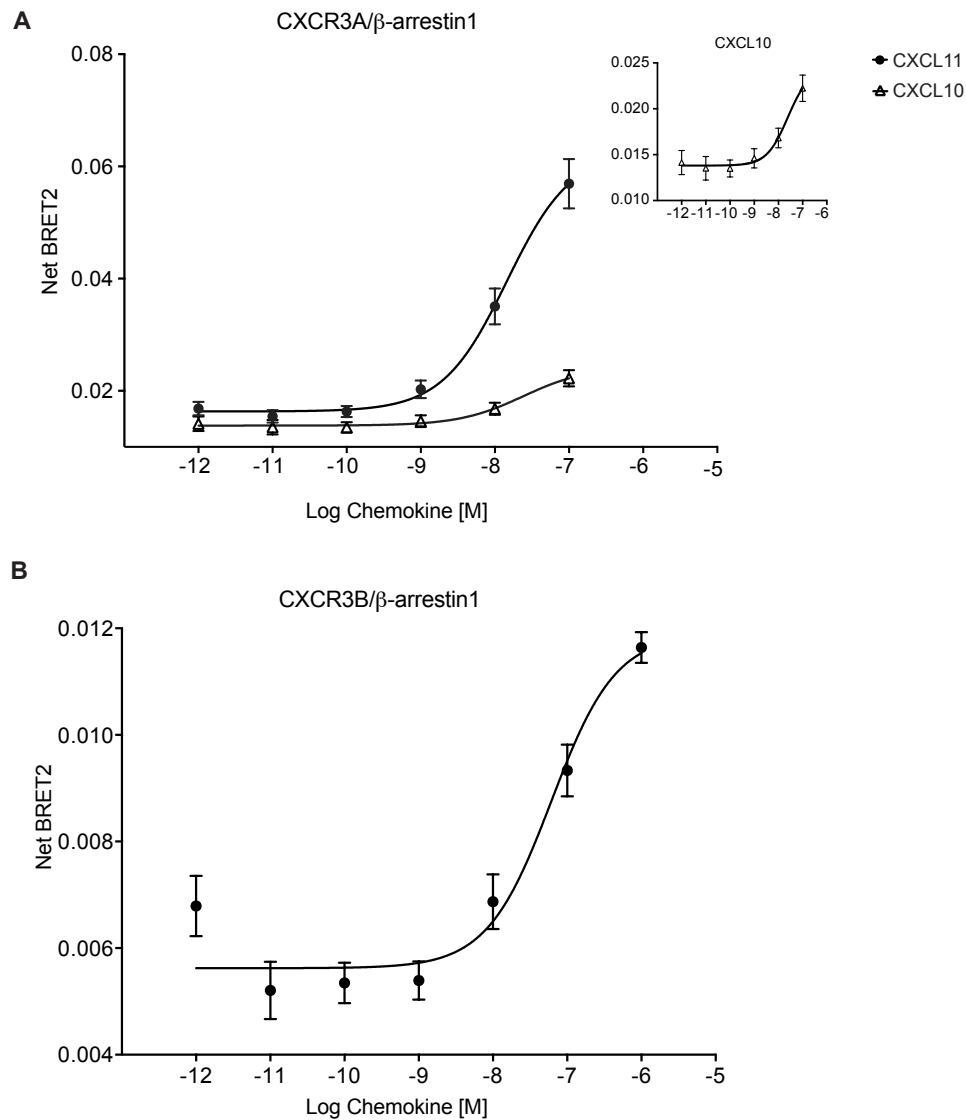 A
CXCR3A/β-arrestin1
0.08
0.06
0.04
0.02
Net BRET2
-12 -11 -10 -9 -8 -7 -6 -5
Log Chemokine [M]
CXCL10
0.025
0.020
0.015
0.010
-12 -11 -10 -9 -8 -7 -6
CXCL11
CXCL10
B
CXCR3B/β-arrestin1
0.012
0.010
0.008
0.006
0.004
Net BRET2
-12 -11 -10 -9 -8 -7 -6 -5
Log Chemokine [M]